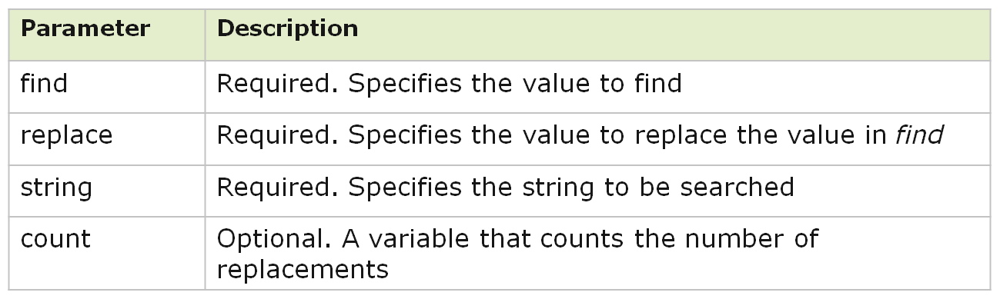 Parameter Description
find Required. Specifies the value to find
replace Required. Specifies the value to replace the value in find
string Required. Specifies the string to be searched
count Optional. A variable that counts the number of
replacements